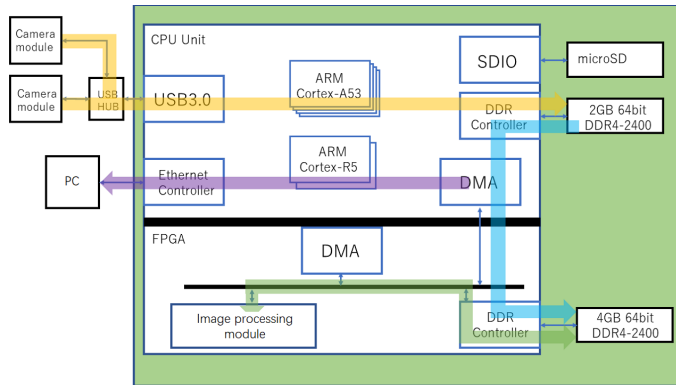 Camera
module
Camera
module
USB
HUB
PC
CPU Unit
USB3.0
ARM
Cortex-A53
SDIO
microSD
DDR
Controller
2GB 64bit
DDR4-2400
Ethernet
Controller
ARM
Cortex-R5
DMA
FPGA
DMA
Image processing
module
DDR
Controller
4GB 64bit
DDR4-2400